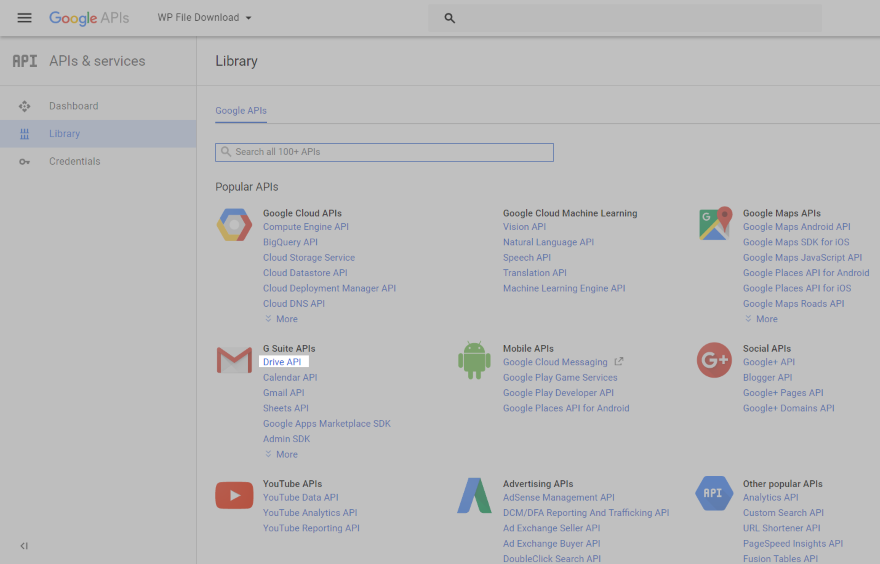 Google APIs
WP File Download
API APIs & services
Library
Dashboard
Library
Credentials
Google APIs
Search all 100+ APIs
Popular APIs
Google Cloud APIs
Compute Engine API
BigQuery API
Cloud Storage Service
Cloud Datastore API
Cloud Deployment Manager API
Cloud DNS API
More
Google Cloud Machine Learning
Vision API
Natural Language API
Speech API
Translation API
Machine Learning Engine API
G
Google Maps APIs
Google Maps Android API
Google Maps SDK for iOS
Google Maps JavaScript API
Google Places API for Android
Google Places API for iOS
Google Maps Roads API
More
G Suite APIs
Drive API
Calendar API
Gmail API
Sheets API
Google Apps Marketplace SDK
Admin SDK
More
Mobile APIs
Google Cloud Messaging
Google Play Game Services
Google Play Developer API
Google Places API for Android
G+
Social APIs
Google+ API
Blogger API
Google+ Pages API
Google+ Domains API
YouTube APIs
YouTube Data API
YouTube Analytics API
YouTube Reporting API
Advertising APIs
AdSense Management API
DCM/DFA Reporting And Trafficking API
Ad Exchange Seller API
Ad Exchange Buyer API
DoubleClick Search API
API
Other popular APIs
Analytics API
Custom Search API
URL Shortener API
PageSpeed Insights API
Fusion Tables API